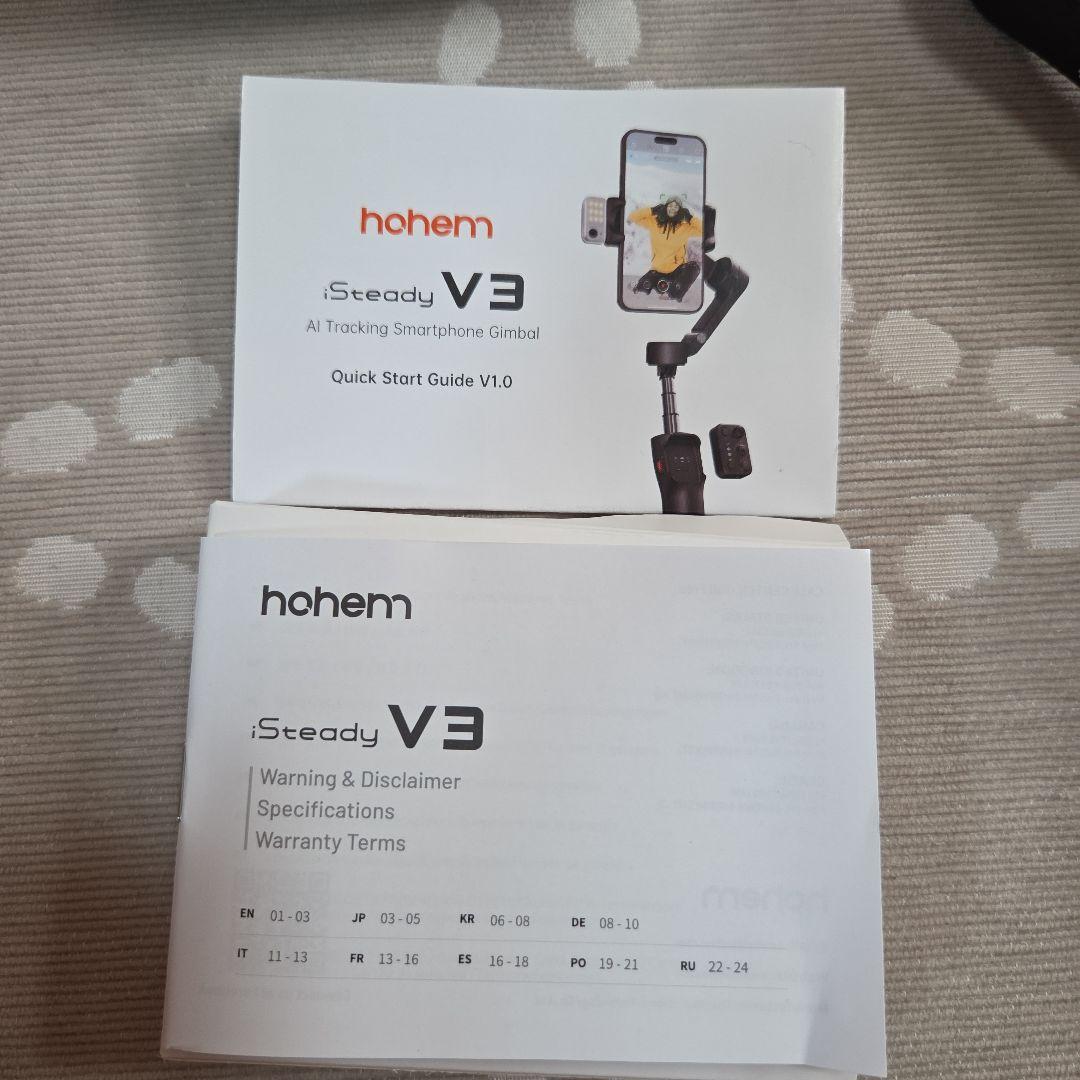 hohem
iSteady V3
AI Tracking Smartphone Gimbal
Quick Start Guide V1.0
hohem
iSteady V3
Warning & Disclaimer
Specifications
Warranty Terms
EN 01 - 03 JP 03 - 05 KR 06 - 08 DE 08 - 10
IT 11 - 13 FR 13 - 16 ES 16 - 18 PO 19 - 21 RU 22 - 24